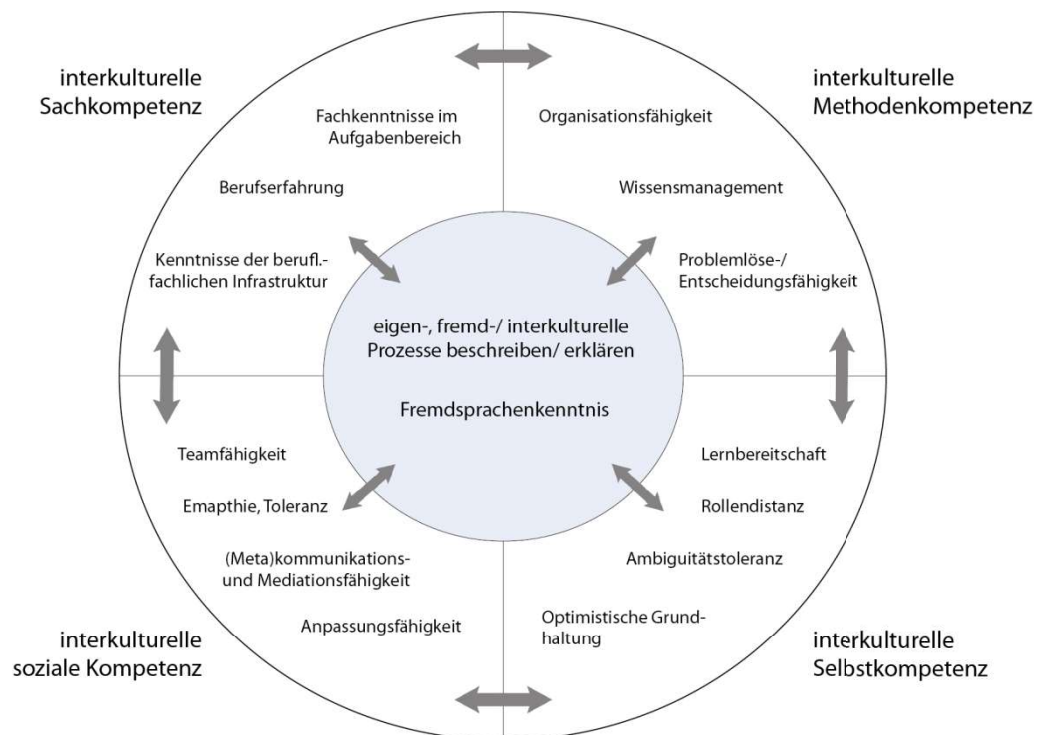 interkulturelle
Sachkompetenz
interkulturelle
Methodenkompetenz
Fachkenntnisse im
Aufgabenbereich
Organisationsfähigkeit
Berufserfahrung
Wissensmanagement
Kenntnisse der berufl.-
fachlichen Infrastruktur
Problemlöse-/
Entscheidungsfähigkeit
eigen-, fremd-/ interkulturelle
Prozesse beschreiben/ erklären
Fremdsprachenkenntnis
Teamfähigkeit
Emapthie, Toleranz
(Meta)kommunikations-
und Mediationsfähigkeit
Anpassungsfähigkeit
Lernbereitschaft
Rollendistanz
Ambiguitätstoleranz
Optimistische Grund-
haltung
interkulturelle
soziale Kompetenz
interkulturelle
Selbstkompetenz